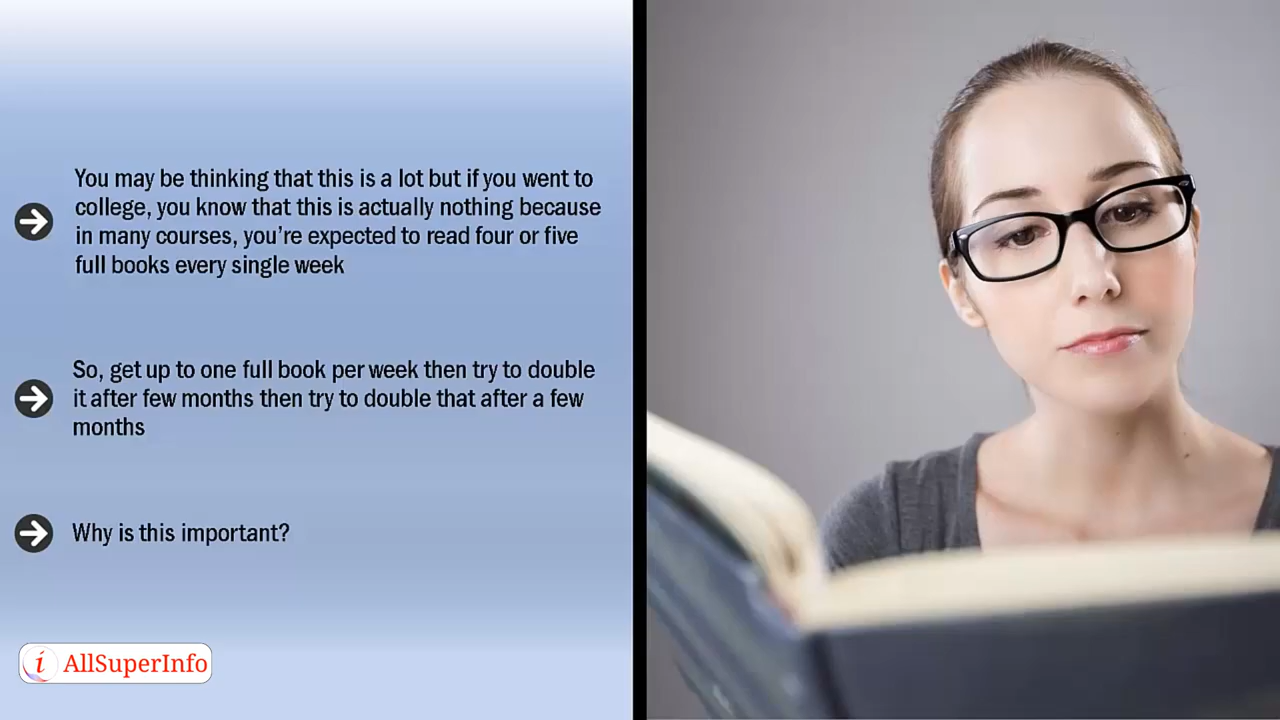 You may be thinking that this is a lot but if you went to
college, you know that this is actually nothing because
in many courses, you're expected to read four or five
full books every single week
So, get up to one full book per week then try to double
it after few months then try to double that after a few
months
Why is this important?
i AllSuperInfo